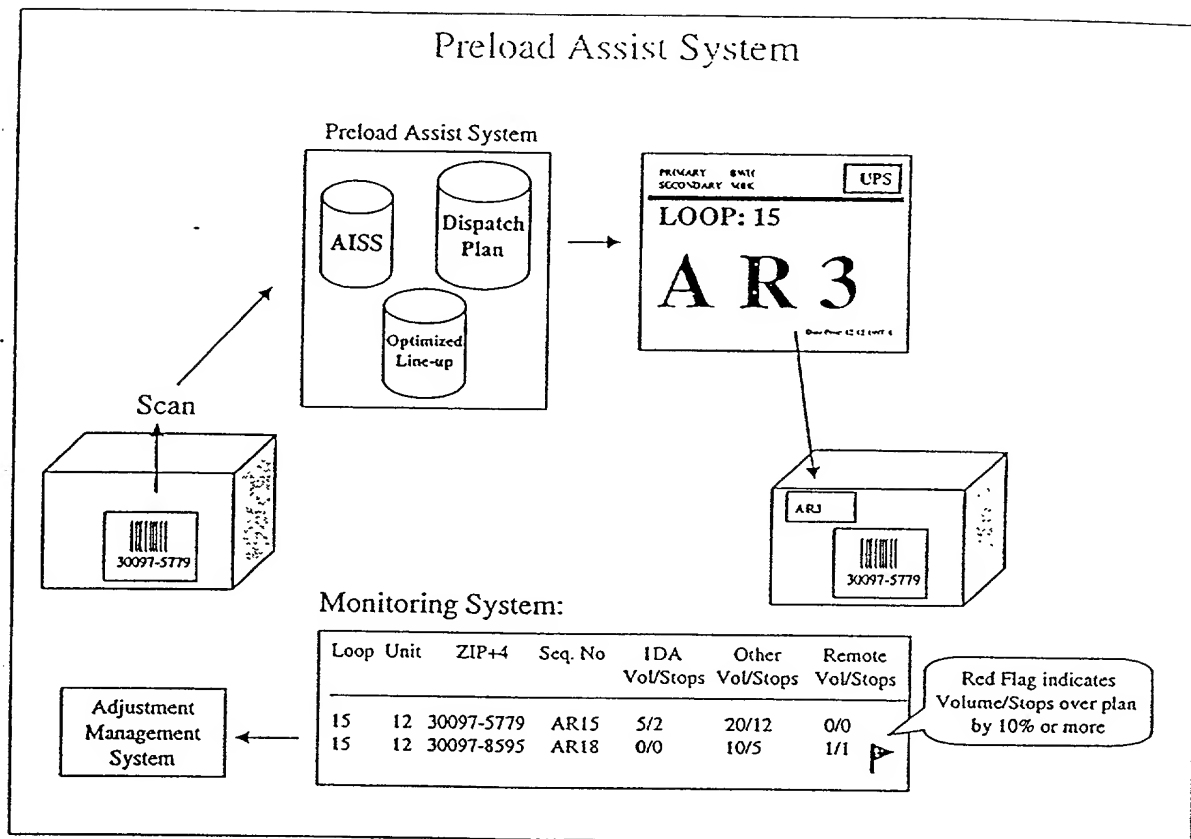 Preload Assist System
Preload Assist System
AISS
Dispatch
Plan
Optimized
Line-up
PRIMARY
SECONDARY
UPS
LOOP: 15
A R 3
Scan
30097-5779
AR3
30097-5779
Monitoring System:
Loop Unit ZIP+4 Seq. No 1DA Other Remote
Vol/Stops Vol/Stops Vol/Stops
15 12 30097-5779 AR15 5/2 20/12 0/0
15 12 30097-8595 AR18 0/0 10/5 1/1
Red Flag indicates
Volume/Stops over plan
by 10% or more
Adjustment
Management
System